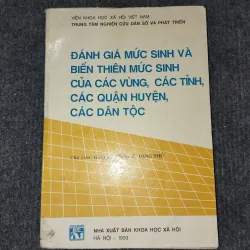 VIỆN KHOA HỌC XÃ HỘI VIỆT NAM
TRUNG TÂM NGHIÊN CỨU DÂN SỐ VÀ PHÁT TRIỂN
ĐÁNH GIÁ MỨC SINH VÀ
BIẾN THIÊN MỨC SINH
CỦA CÁC VÙNG, CÁC TỈNH,
CÁC QUẬN HUYỆN,
CÁC DÂN TỘC
NHÀ XUẤT BẢN KHOA HỌC XÃ HỘI
HÀ NỘI - 1993